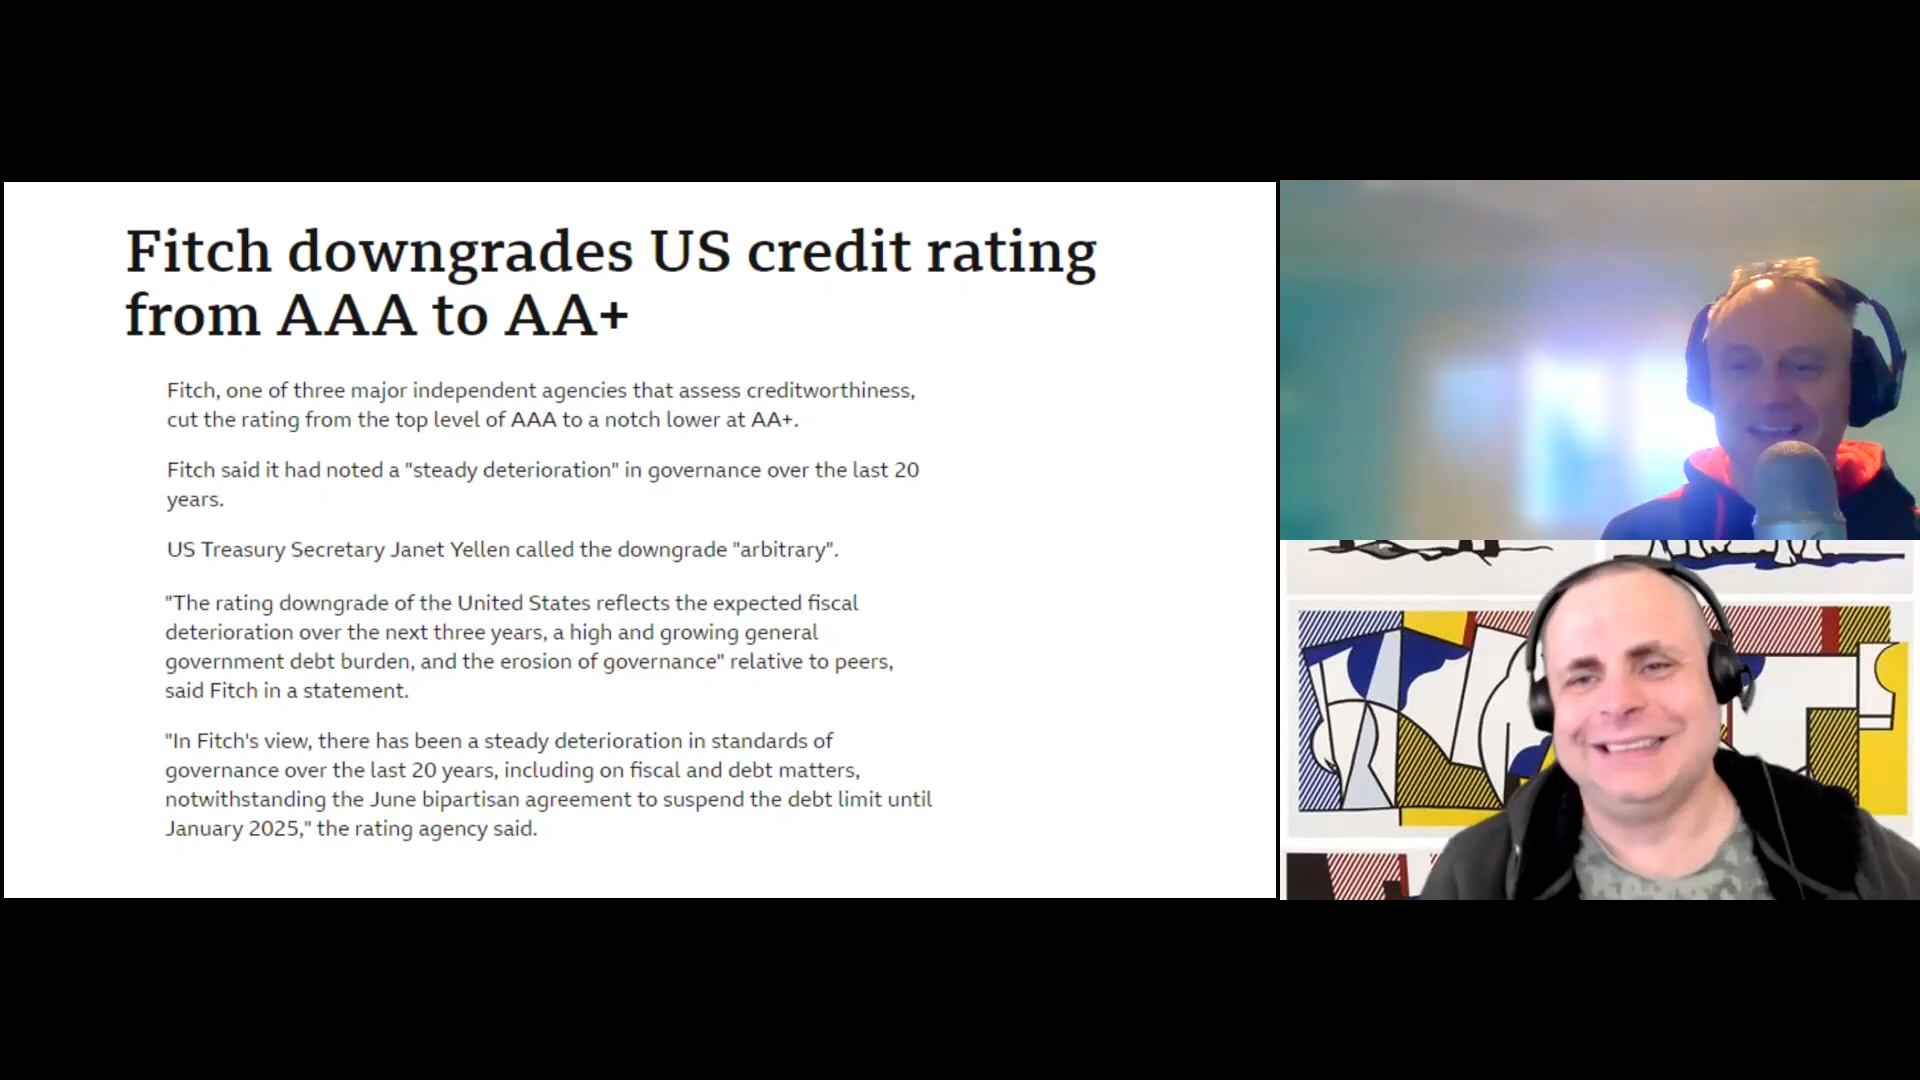 Fitch downgrades US credit rating
from AAA to AA+
Fitch, one of three major independent agencies that assess creditworthiness,
cut the rating from the top level of AAA to a notch lower at AA+.
Fitch said it had noted a "steady deterioration" in governance over the last 20
years.
US Treasury Secretary Janet Yellen called the downgrade "arbitrary".
"The rating downgrade of the United States reflects the expected fiscal
deterioration over the next three years, a high and growing general
government debt burden, and the erosion of governance" relative to peers,
said Fitch in a statement.
"In Fitch's view, there has been a steady deterioration in standards of
governance over the last 20 years, including on fiscal and debt matters,
notwithstanding the June bipartisan agreement to suspend the debt limit until
January 2025," the rating agency said.